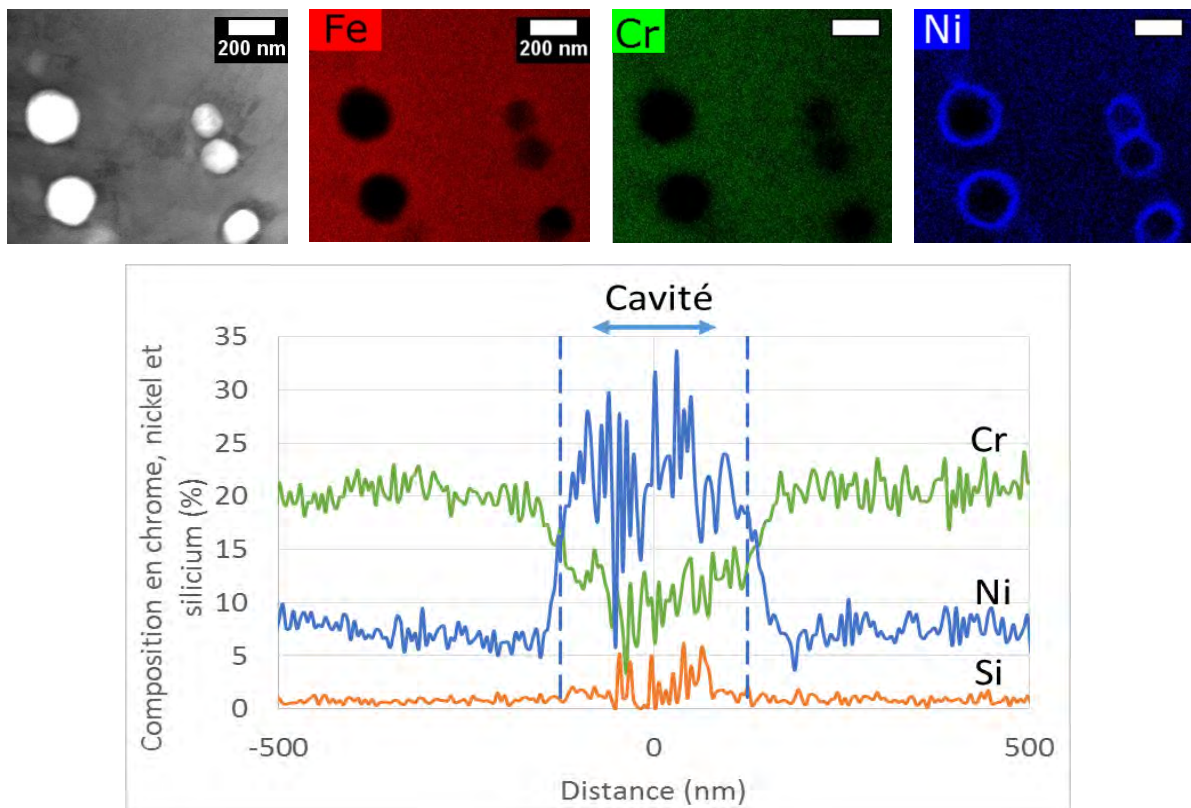 200 nm
Fe
200 nm
Cr
Ni
Cavité
Composition en chrome, nickel et
silicium (%)
35
30
25
20
15
10
5
0
Cr
Ni
Si
-500
0
500
Distance (nm)